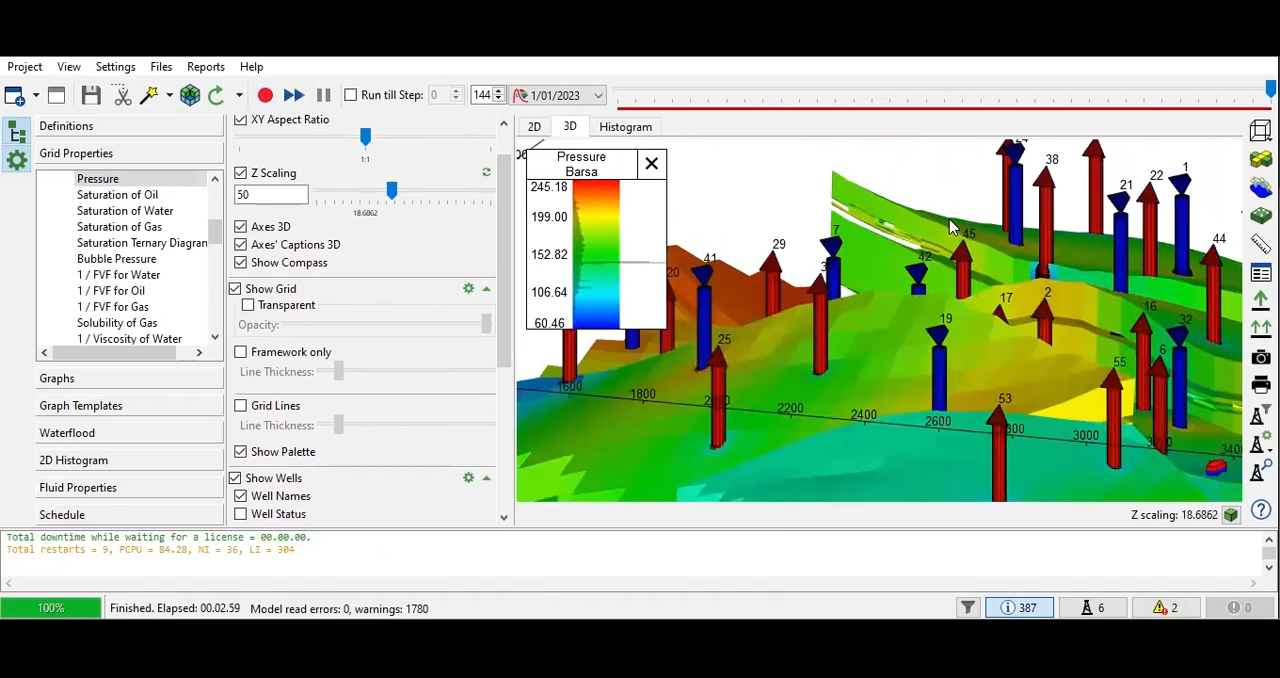 Project View Settings Files Reports Help
Run till Step: 0 144 1/01/2023
Definitions
Grid Properties
Pressure
Saturation of Oil
Saturation of Water
Saturation of Gas
Saturation Ternary Diagran
Bubble Pressure
1 / FVF for Water
1 / FVF for Oil
1 / FVF for Gas
Solubility of Gas
1 / Viscosity of Water
Graphs
Graph Templates
Waterflood
2D Histogram
Fluid Properties
Schedule
XY Aspect Ratio
1:1
Z Scaling
50
18.6862
Axes 3D
Axes' Captions 3D
Show Compass
Show Grid
Transparent
Opacity:
Framework only
Line Thickness:
Grid Lines
Line Thickness:
Show Palette
Show Wells
Well Names
Well Status
2D 3D Histogram
Pressure
Barsa
245.18
199.00
152.82
106.64
60.46
38
1
22
21
7
45
44
29
41
42
20
17
2
16
19
32
25
6
55
53
1600 1800 2200 2400 2600 3000
Z scaling: 18.6862
Total downtime while waiting for a license = 00.00.00.
Total restarts = 9, PCPU = 84.28, NI = 36, LI = 304
100% Finished. Elapsed: 00.02.59 Model read errors: 0, warnings: 1780 387 6 2 0